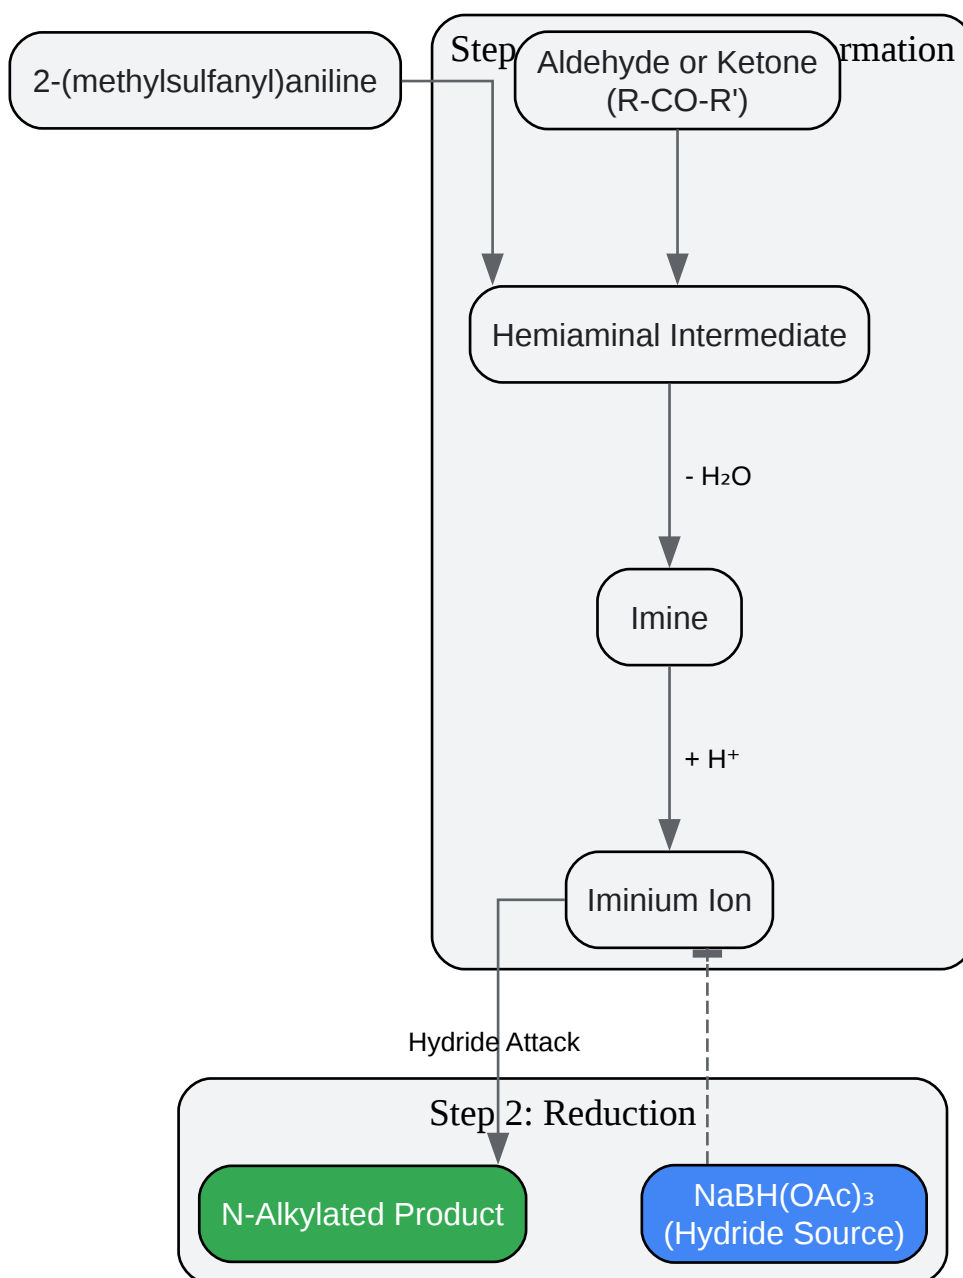 2-(methylsulfanyl)aniline
Step
rmation
Aldehyde or Ketone
(R-CO-R')
Hemiaminal Intermediate
- H₂O
Imine
+ H⁺
Iminium Ion
Hydride Attack
Step 2: Reduction
N-Alkylated Product
NaBH(OAc)₃
(Hydride Source)